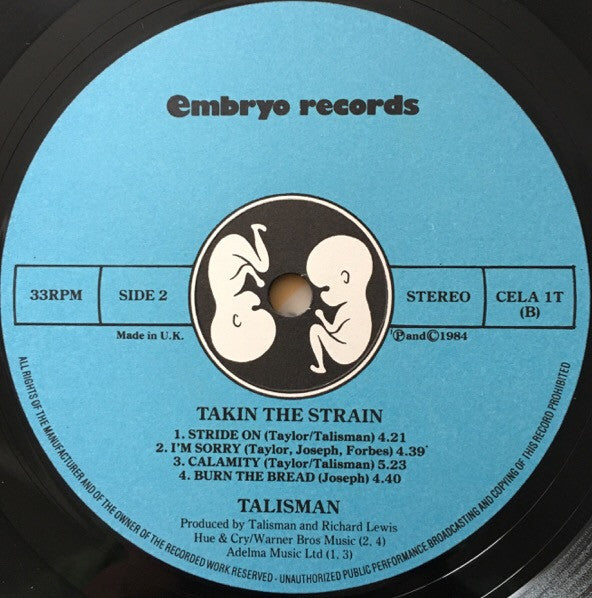 embryo records
33RPM
SIDE 2
STEREO
CELA 1T
(B)
Made in U.K.
Ⓟand©1984
TAKIN THE STRAIN
1. STRIDE ON (Taylor/Talisman) 4.21
2. I'M SORRY (Taylor, Joseph, Forbes) 4.39*
3. CALAMITY (Taylor/Talisman) 5.23
4. BURN THE BREAD (Joseph) 4.40
TALISMAN
Produced by Talisman and Richard Lewis
Hue & Cry/Warner Bros Music (2, 4)
Adelma Music Ltd (1, 3)
ALL RIGHTS OF THE MANUFACTURER AND OF THE OWNER OF THE RECORDED WORK RESERVED - UNAUTHORIZED PUBLIC PERFORMANCE BROADCASTING AND COPYING OF THIS RECORD PROHIBITED